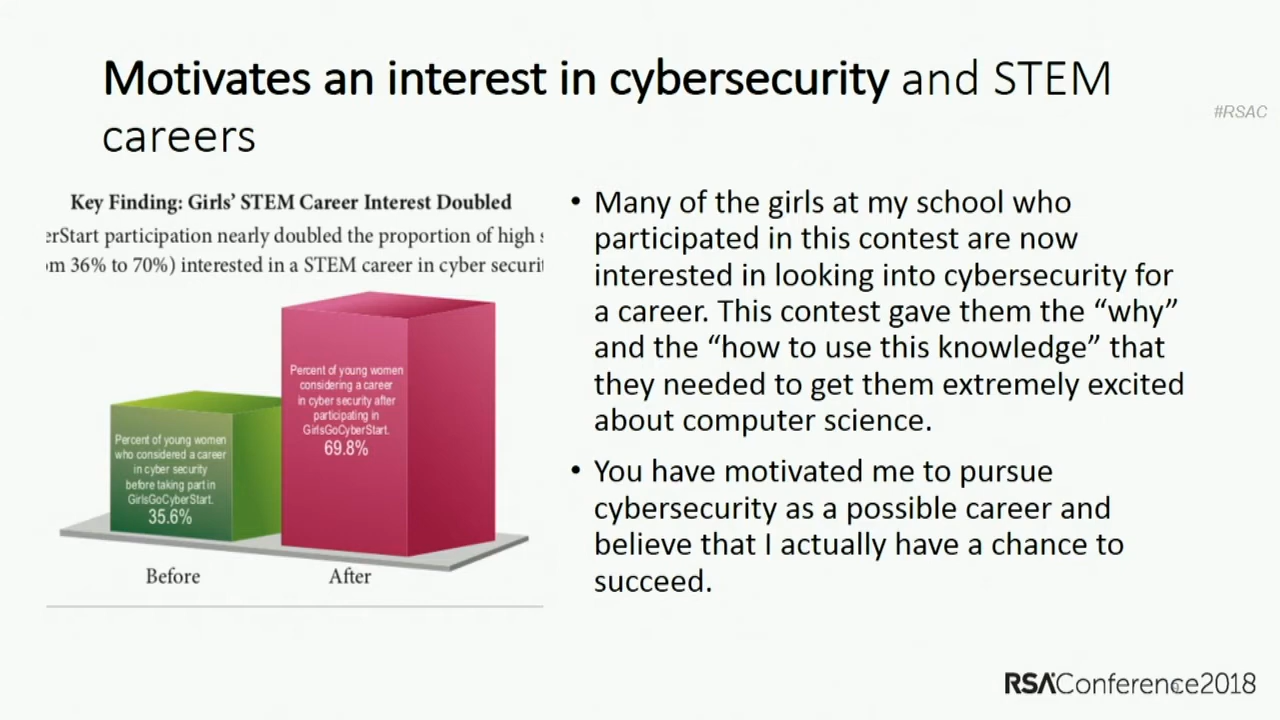 Motivates an interest in cybersecurity and STEM
careers
#RSAC
Key Finding: Girls' STEM Career Interest Doubled
erStart participation nearly doubled the proportion of high
om 36% to 70%) interested in a STEM career in cyber securit
Percent of young women
who considered a career
in cyber security
before taking part in
GirlsGoCyberStart.
35.6%
Percent of young women
considering a career
in cyber security after
participating in
GirlsGoCyberStart.
69.8%
Before
After
• Many of the girls at my school who
participated in this contest are now
interested in looking into cybersecurity for
a career. This contest gave them the “why”
and the “how to use this knowledge” that
they needed to get them extremely excited
about computer science.
• You have motivated me to pursue
cybersecurity as a possible career and
believe that I actually have a chance to
succeed.
RSAConference2018